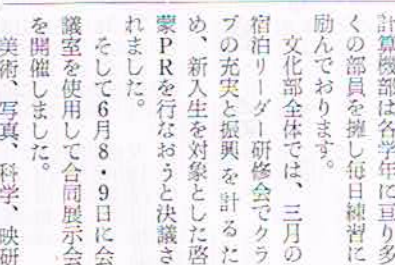 計算機部は各学年に亘り多
くの部員を擁し毎日練習に
励んでおります。
文化部全体では、三月の
宿泊リーダー研修会でクラ
ブの充実と振興を計るた
め、新入生を対象とした啓
蒙PRを行なおうと決議さ
れました。
そして6月8・9日に会
議室を使用して合同展示会
を開催しました。
美術、写真、科学、映研